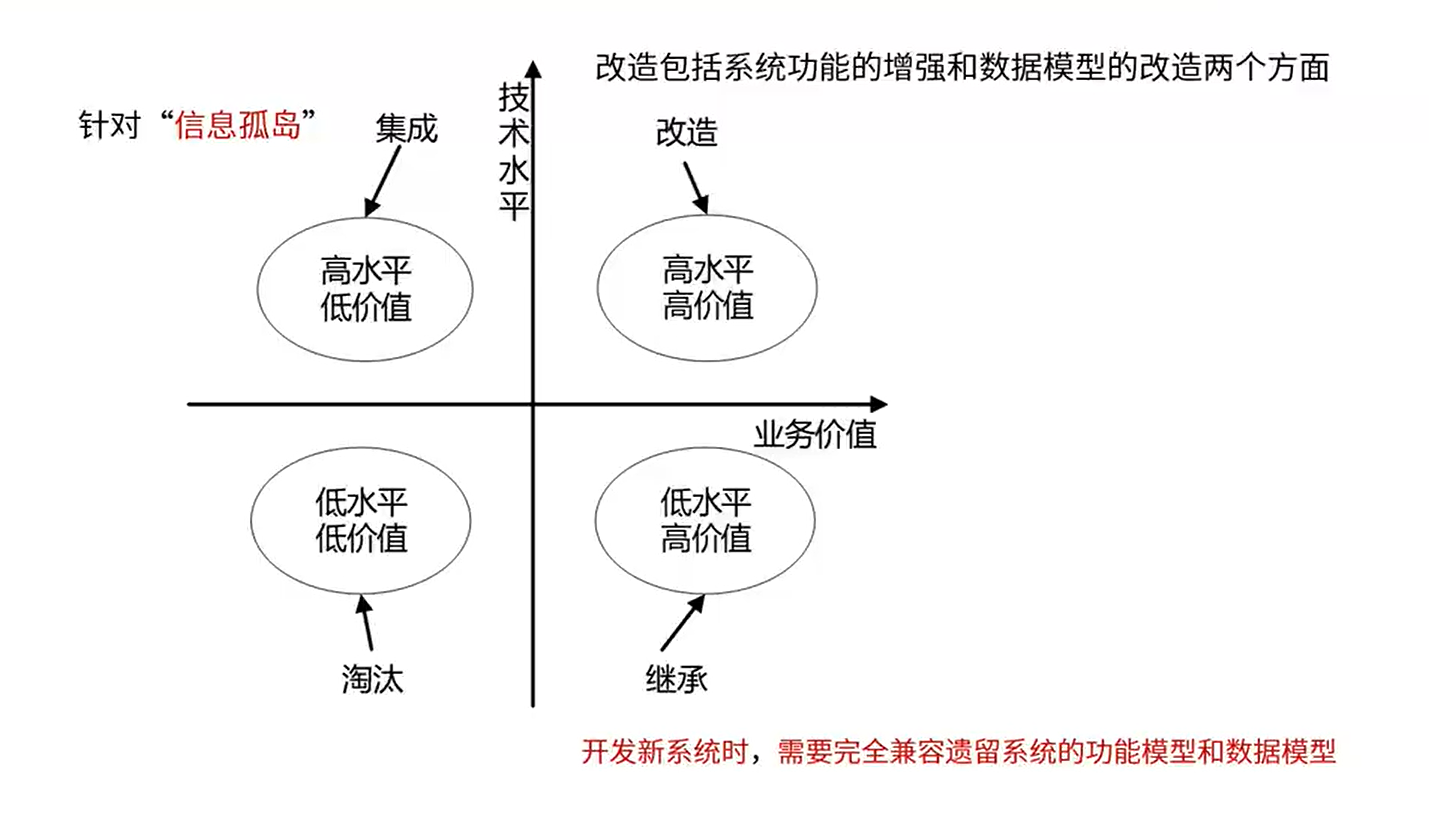 改造包括系统功能的增强和数据模型的改造两个方面
针对“信息孤岛”
集成
技术水平
改造
高水平
低价值
高水平
高价值
业务价值
低水平
低价值
低水平
高价值
淘汰
继承
开发新系统时，需要完全兼容遗留系统的功能模型和数据模型